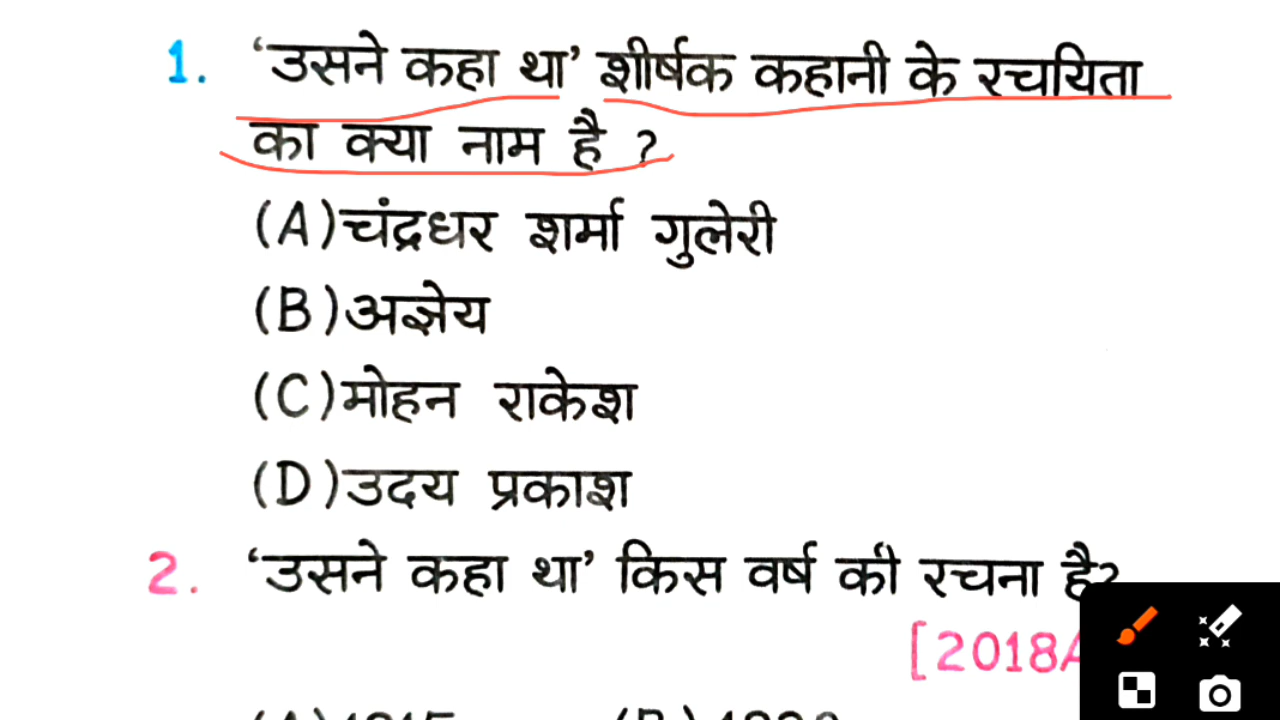 1. ‘उसने कहा था’ शीर्षक कहानी के रचयिता
का क्या नाम है ?
(A)चंद्रधर शर्मा गुलेरी
(B)अज्ञेय
(C)मोहन राकेश
(D)उदय प्रकाश
2. ‘उसने कहा था’ किस वर्ष की रचना है?
[2018A